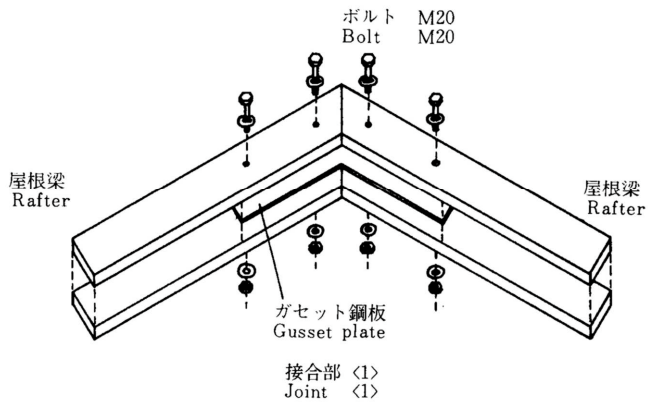 ボルト M20
Bolt M20
屋根梁
Rafter
屋根梁
Rafter
ガセット鋼板
Gusset plate
接合部 〈1〉
Joint 〈1〉